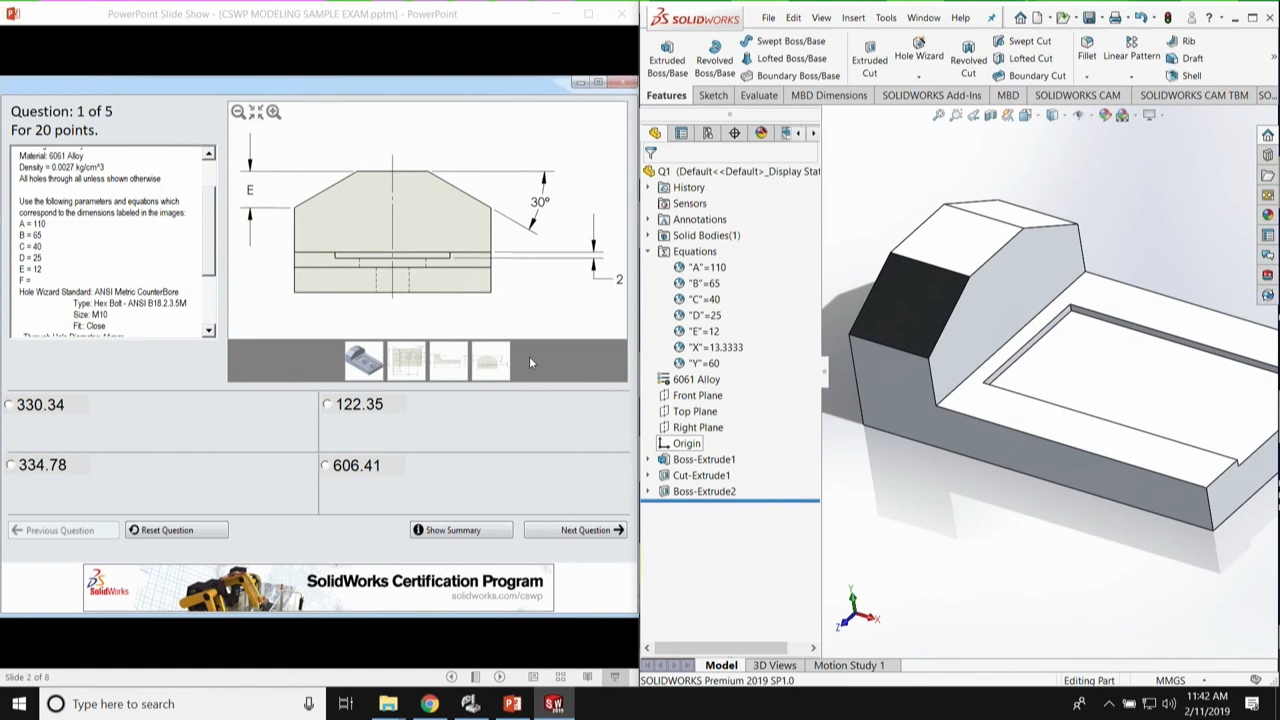 PowerPoint Slide Show - [CSWP MODELING SAMPLE EXAM.pptm] - PowerPoint
Question: 1 of 5
For 20 points.
Material: 6061 Alloy
Density = 0.0027 kg/cm^3
All holes through all unless shown otherwise
Use the following parameters and equations which
correspond to the dimensions labeled in the images:
A = 110
B = 65
C = 40
D = 25
E = 12
F =
Hole Wizard Standard: ANSI Metric CounterBore
Type: Hex Bolt - ANSI B18.2.3.5M
Size: M10
Fit: Close
E
30°
2
330.34
122.35
334.78
606.41
Previous Question
Reset Question
Show Summary
Next Question
SolidWorks
SolidWorks Certification Program
solidworks.com/cswp
Slide 2 of 8
SOLIDWORKS
File Edit View Insert Tools Window Help
Extruded Boss/Base
Revolved Boss/Base
Swept Boss/Base
Lofted Boss/Base
Boundary Boss/Base
Extruded Cut
Hole Wizard
Revolved Cut
Swept Cut
Lofted Cut
Boundary Cut
Fillet
Linear Pattern
Rib
Draft
Shell
Features Sketch Evaluate MBD Dimensions SOLIDWORKS Add-Ins MBD SOLIDWORKS CAM SOLIDWORKS CAM TBM SO...
Q1 (Default<<Default>_Display Stat
History
Sensors
Annotations
Solid Bodies(1)
Equations
"A"=110
"B"=65
"C"=40
"D"=25
"E"=12
"X"=13.3333
"Y"=60
6061 Alloy
Front Plane
Top Plane
Right Plane
Origin
Boss-Extrude1
Cut-Extrude1
Boss-Extrude2
Y
X
Z
Model 3D Views Motion Study 1
SOLIDWORKS Premium 2019 SP1.0
Editing Part
MMGS
Type here to search
11:42 AM
2/11/2019